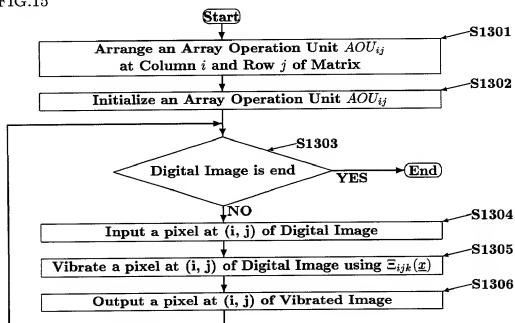 FIG.15
Start
S1301
Arrange an Array Operation Unit AOUij
at Column i and Row j of Matrix
S1302
Initialize an Array Operation Unit AOUij
S1303
Digital Image is end
YES
End
NO
S1304
Input a pixel at (i, j) of Digital Image
S1305
Vibrate a pixel at (i, j) of Digital Image using Ξijk(x)
S1306
Output a pixel at (i, j) of Vibrated Image